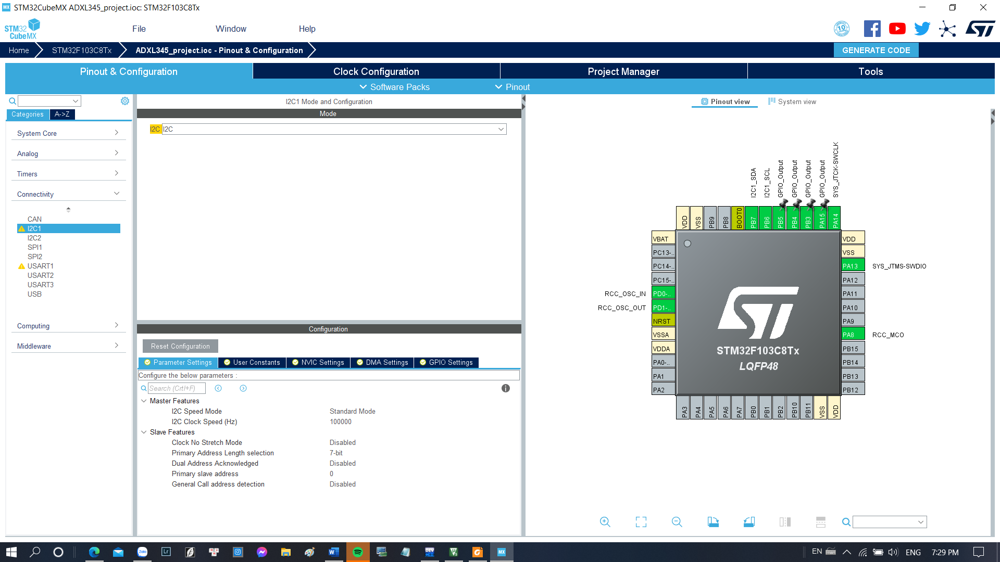 MX STM32CubeMX ADXL345_project.ioc: STM32F103C8Tx
STM32
CubeMX
File Window Help
10
Home STM32F103C8Tx ADXL345_project.ioc - Pinout & Configuration GENERATE CODE
Pinout & Configuration Clock Configuration Project Manager Tools
Software Packs Pinout
Categories A->Z
System Core
Analog
Timers
Connectivity
CAN
I2C1
I2C2
SPI1
SPI2
USART1
USART2
USART3
USB
Computing
Middleware
I2C1 Mode and Configuration
Mode
I2C I2C
Configuration
Reset Configuration
Parameter Settings User Constants NVIC Settings DMA Settings GPIO Settings
Configure the below parameters :
Search (Crtl+F)
Master Features
I2C Speed Mode Standard Mode
I2C Clock Speed (Hz) 100000
Slave Features
Clock No Stretch Mode Disabled
Primary Address Length selection 7-bit
Dual Address Acknowledged Disabled
Primary slave address 0
General Call address detection Disabled
Pinout view System view
I2C1_SDA
I2C1_SCL
GPIO_Output
GPIO_Output
GPIO_Output
GPIO_Output
SYS_JTCK-SWCLK
VDD
VSS
PB9
PB8
BOOT0
PB7
PB6
PB5
PB4
PB3
PA15
PA14
VBAT
PC13-..
PC14-..
PC15-..
RCC_OSC_IN PD0-..
RCC_OSC_OUT PD1-..
NRST
VSSA
VDDA
PA0-..
PA1
PA2
VDD
VSS
PA13 SYS_JTMS-SWDIO
PA12
PA11
PA10
PA9
PA8 RCC_MCO
PB15
PB14
PB13
PB12
STM32F103C8Tx
LQFP48
PA3
PA4
PA5
PA6
PA7
PB0
PB1
PB2
PB10
PB11
VSS
VDD
Zalo Lr W DEV MX EN ENG 7:29 PM